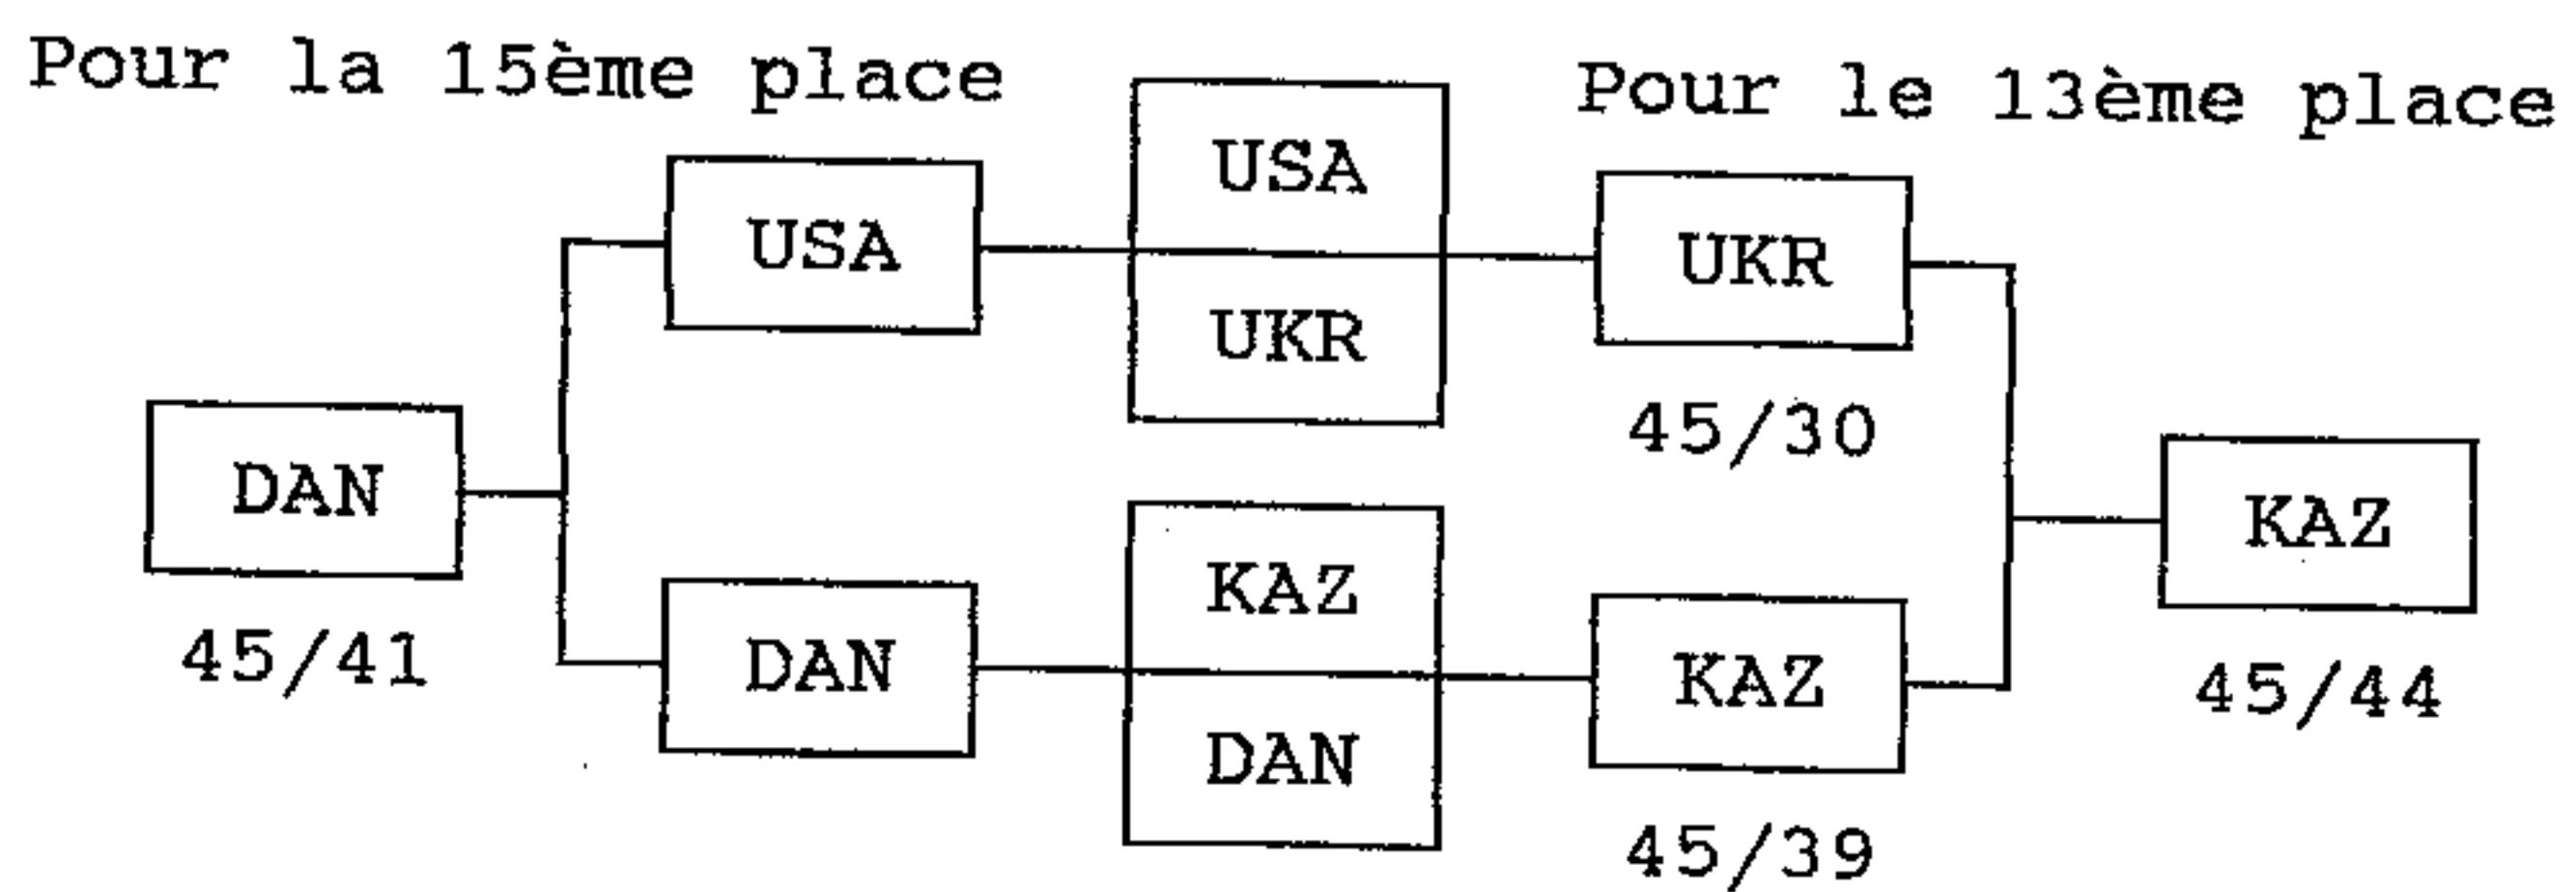 Pour la 15ème place
Pour le 13ème place
USA
USA
UKR
UKR
45/30
DAN
45/41
KAZ
45/44
DAN
KAZ
DAN
KAZ
45/39